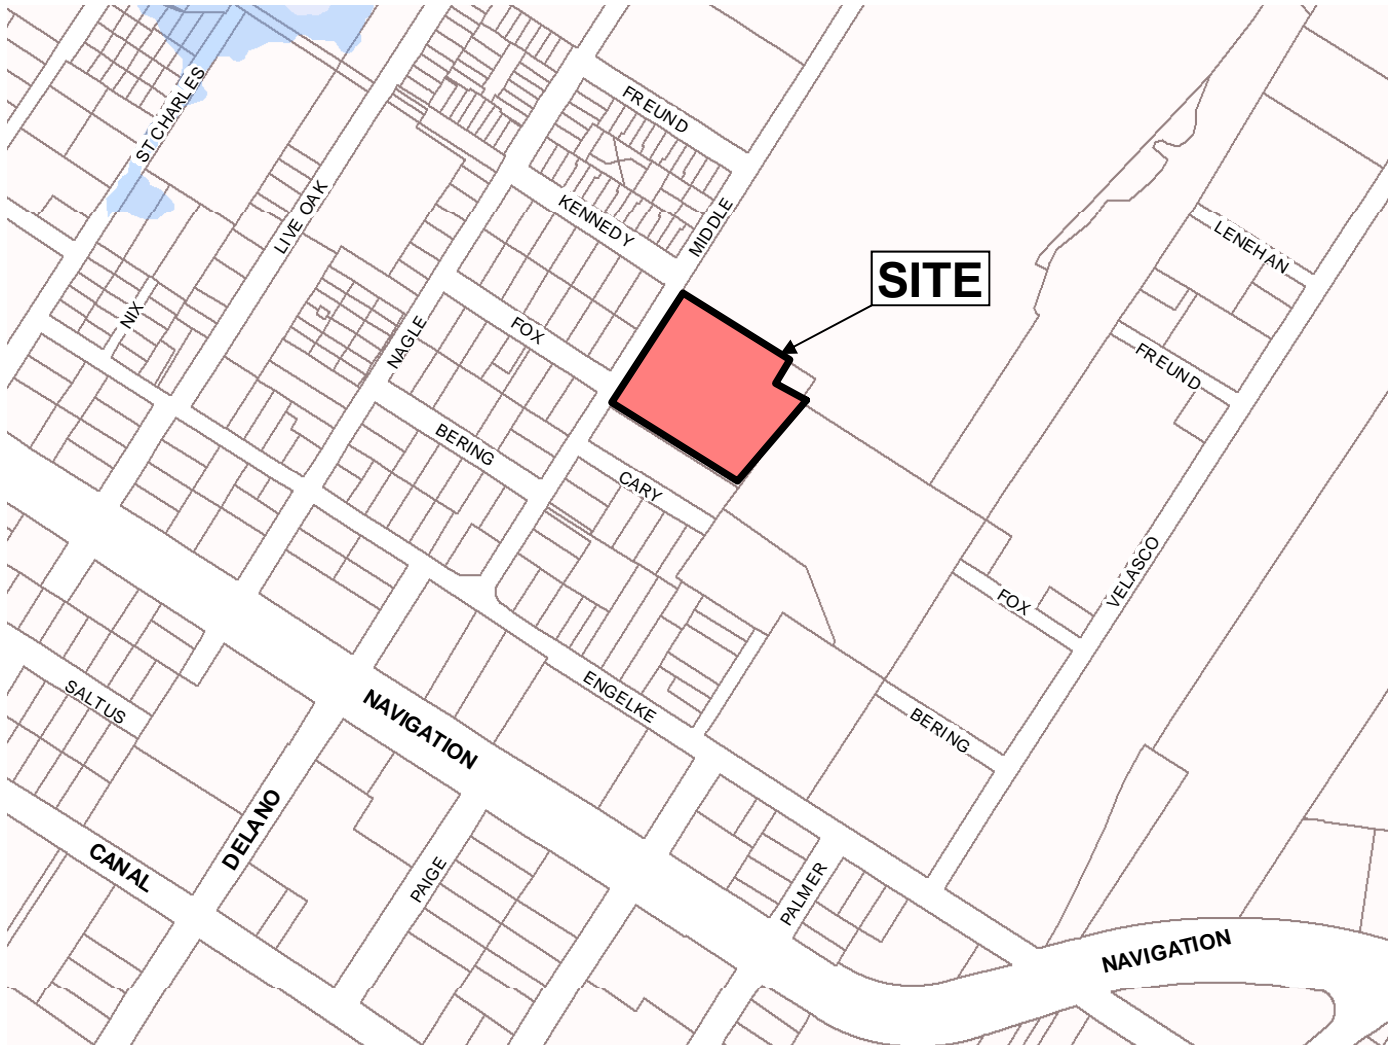 FREUND
ST CHARLES
LIVE OAK
KENNEDY
MIDDLE
LENEHAN
SITE
NIX
NAGLE
FOX
FREUND
BERING
CARY
VELASCO
FOX
SALTUS
ENGELKE
NAVIGATION
BERING
DELANO
CANAL
PAIGE
PALMER
NAVIGATION